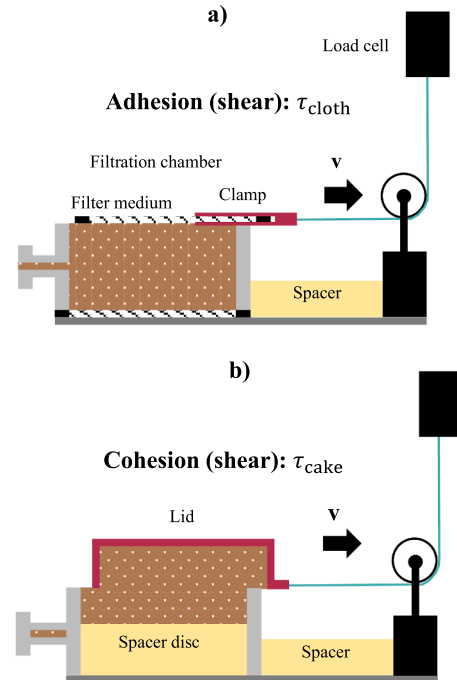 a)
Load cell
Adhesion (shear): τcloth
Filtration chamber
v
Filter medium
Clamp
Spacer
b)
Cohesion (shear): τcake
Lid
v
Spacer disc
Spacer